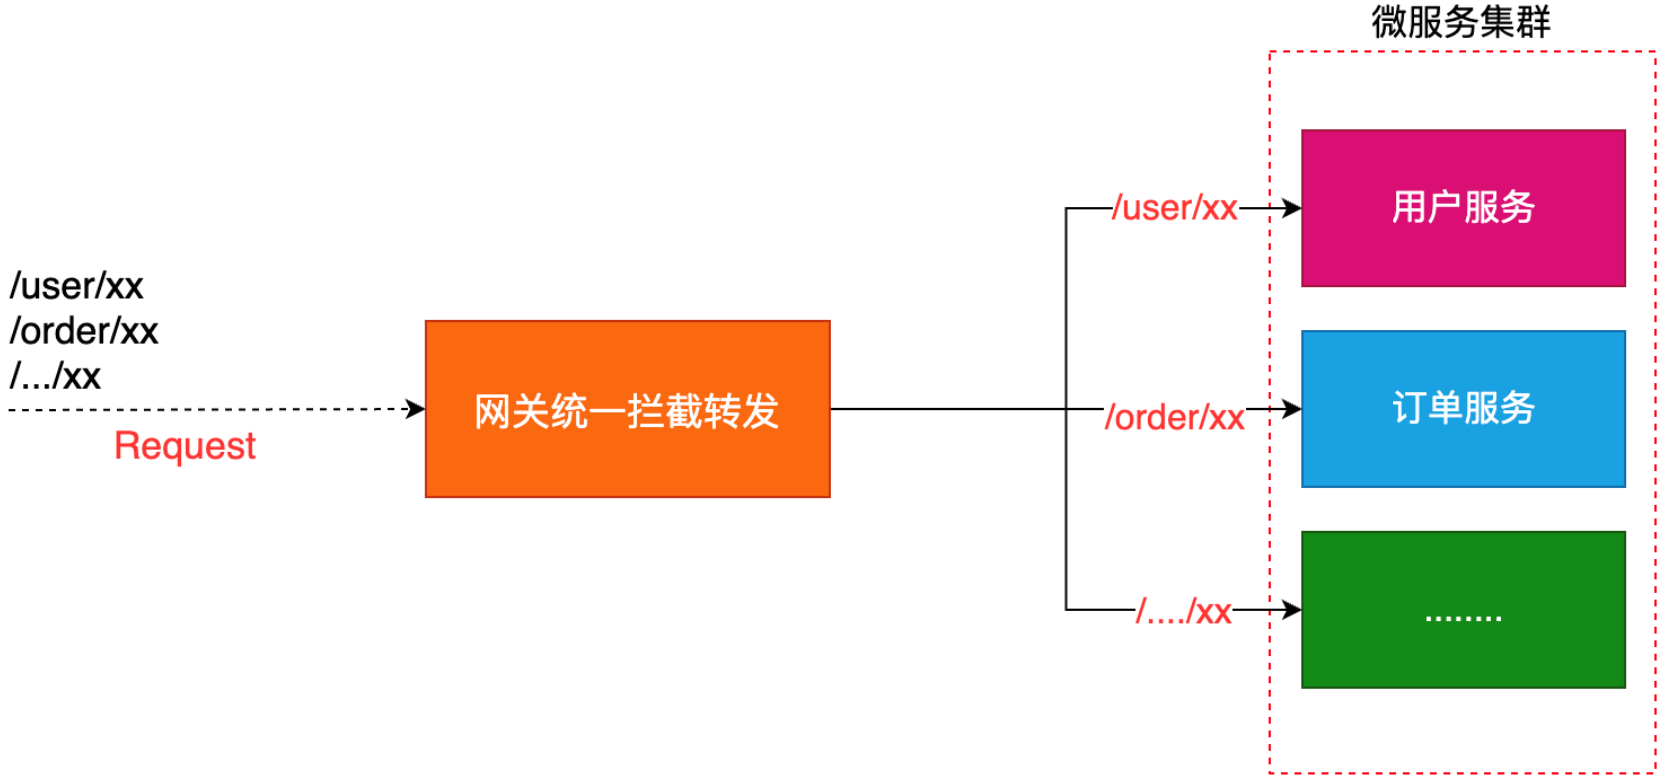 微服务集群
/user/xx
/order/xx
/.../xx
Request
网关统一拦截转发
/user/xx
用户服务
/order/xx
订单服务
/..../xx
........